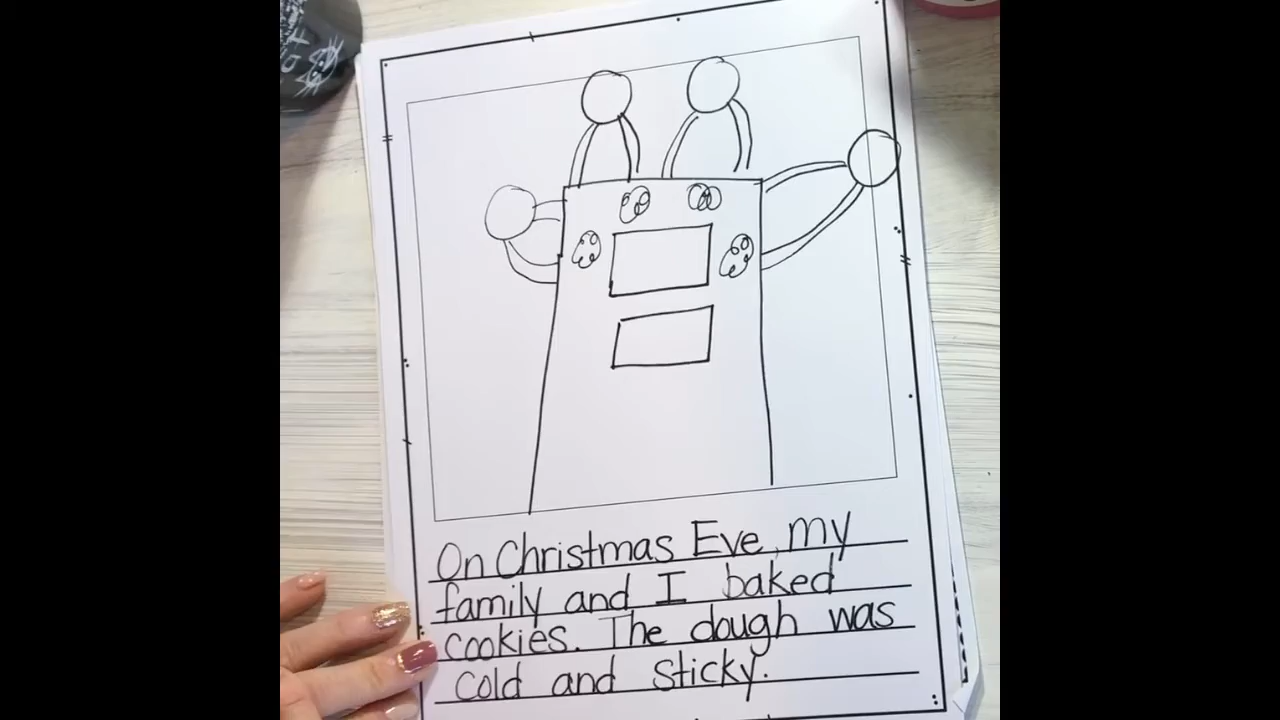 On Christmas Eve, my
family and I baked
cookies. The dough was
cold and sticky.